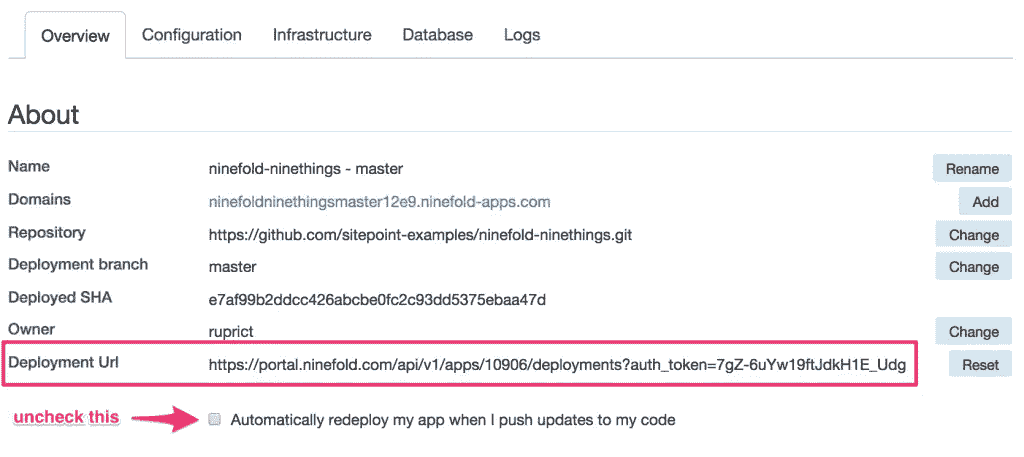 Overview Configuration Infrastructure Database Logs
About
Name ninefold-ninethings - master Rename
Domains ninefoldninethingsmaster12e9.ninefold-apps.com Add
Repository https://github.com/sitepoint-examples/ninefold-ninethings.git Change
Deployment branch master Change
Deployed SHA e7af99b2ddcc426abcbe0fc2c93dd5375ebaa47d
Owner ruprict Change
Deployment Url https://portal.ninefold.com/api/v1/apps/10906/deployments?auth_token=7gZ-6uYw19ftJdkH1E_Udg Reset
uncheck this Automatically redeploy my app when I push updates to my code